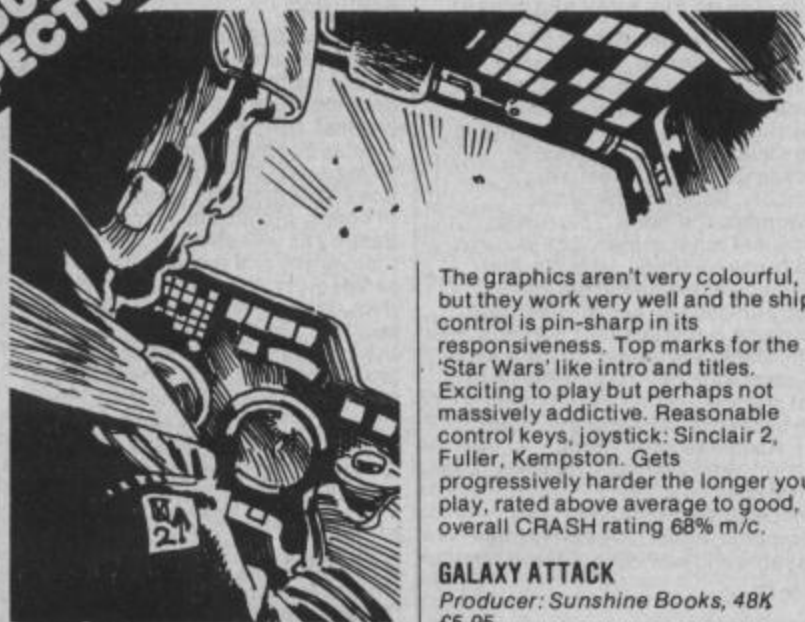 The graphics aren't very colourful,
but they work very well and the ship
control is pin-sharp in its
responsiveness. Top marks for the
'Star Wars' like intro and titles.
Exciting to play but perhaps not
massively addictive. Reasonable
control keys, joystick: Sinclair 2,
Fuller, Kempston. Gets
progressively harder the longer you
play, rated above average to good,
overall CRASH rating 68% m/c.
GALAXY ATTACK
Producer: Sunshine Books, 48K
£5.95